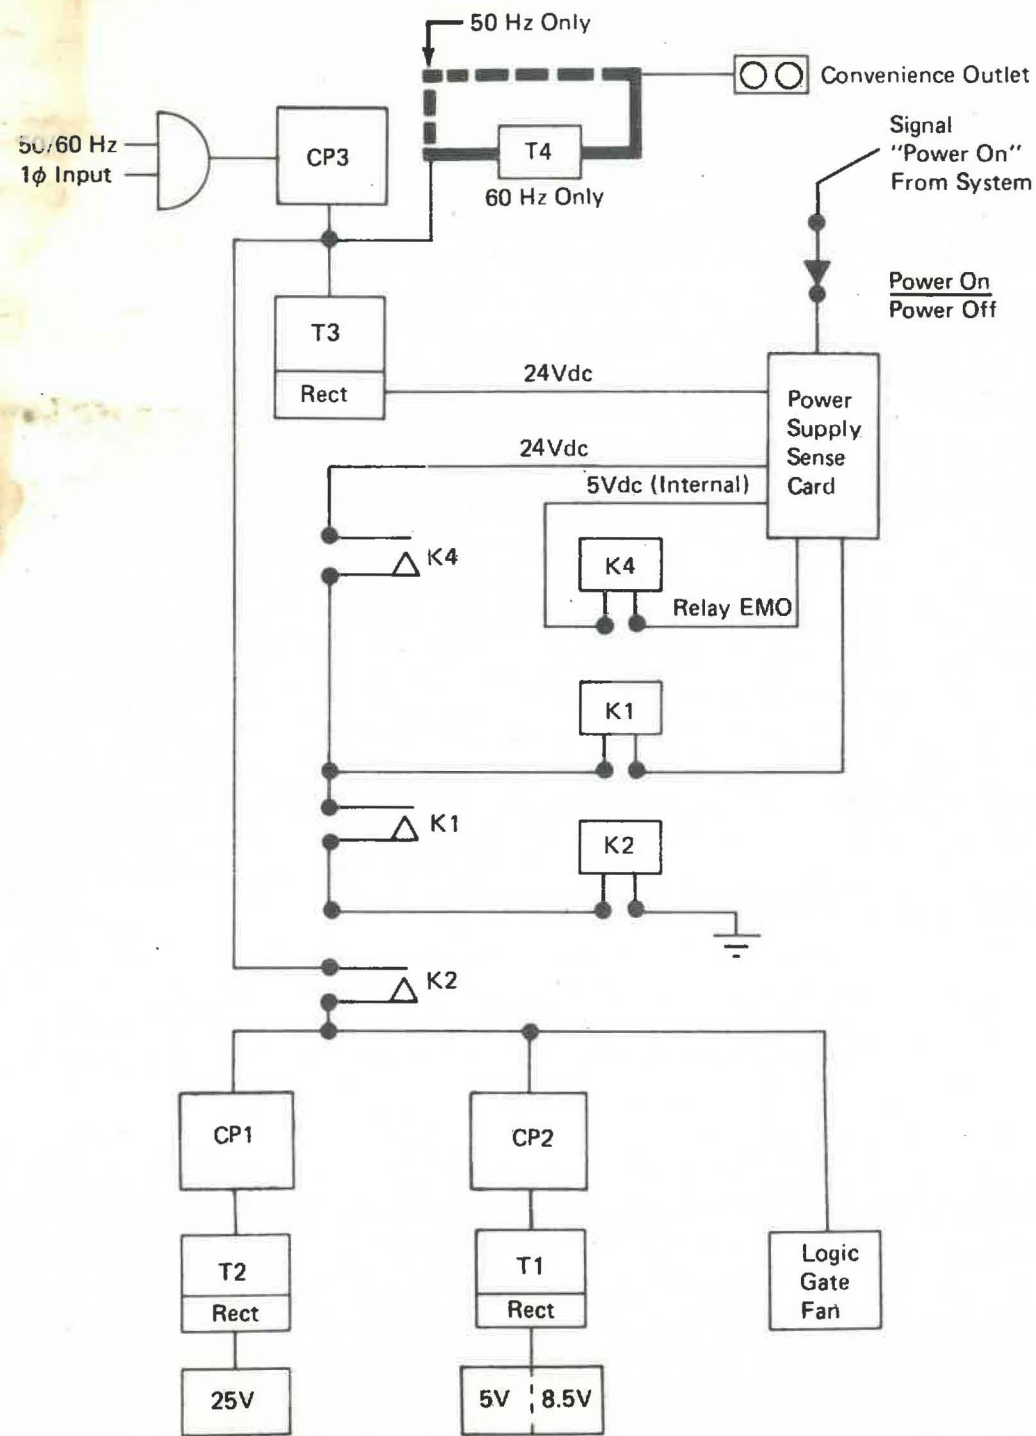 50 Hz Only
Convenience Outlet
50/60 Hz
1ϕ Input
CP3
T4
60 Hz Only
Signal
"Power On"
From System
Power On
Power Off
T3
Rect
24Vdc
Power
Supply
Sense
Card
24Vdc
5Vdc (Internal)
K4
K4
Relay EMO
K1
K1
K2
K2
CP1
CP2
T2
Rect
T1
Rect
Logic
Gate
Fan
25V
5V
8.5V